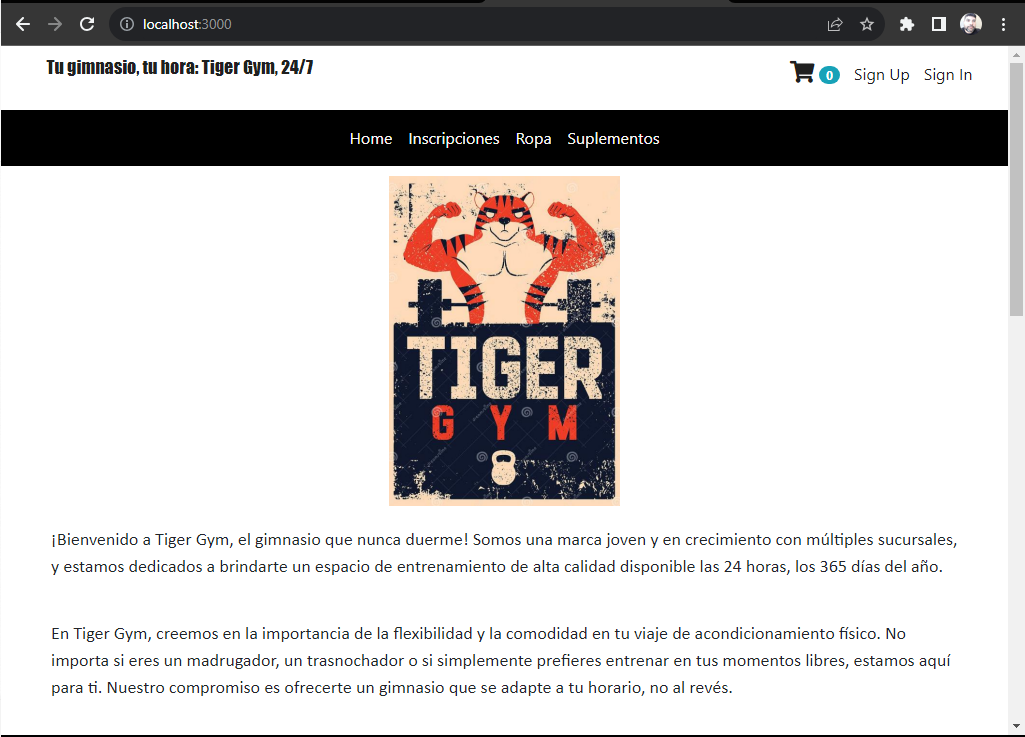 localhost:3000
Tu gimnasio, tu hora: Tiger Gym, 24/7
0 Sign Up Sign In
Home Inscripciones Ropa Suplementos
TIGER
GYM
¡Bienvenido a Tiger Gym, el gimnasio que nunca duerme! Somos una marca joven y en crecimiento con múltiples sucursales,
y estamos dedicados a brindarte un espacio de entrenamiento de alta calidad disponible las 24 horas, los 365 días del año.
En Tiger Gym, creemos en la importancia de la flexibilidad y la comodidad en tu viaje de acondicionamiento físico. No
importa si eres un madrugador, un trasnochador o si simplemente prefieres entrenar en tus momentos libres, estamos aquí
para ti. Nuestro compromiso es ofrecerte un gimnasio que se adapte a tu horario, no al revés.